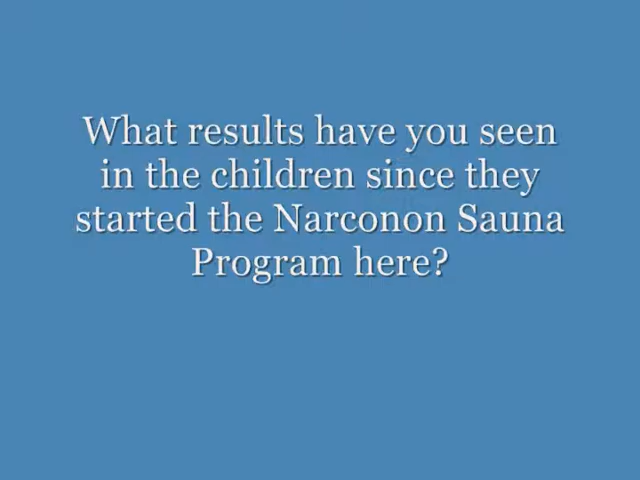 What results have you seen
in the children since they
started the Narconon Sauna
Program here?